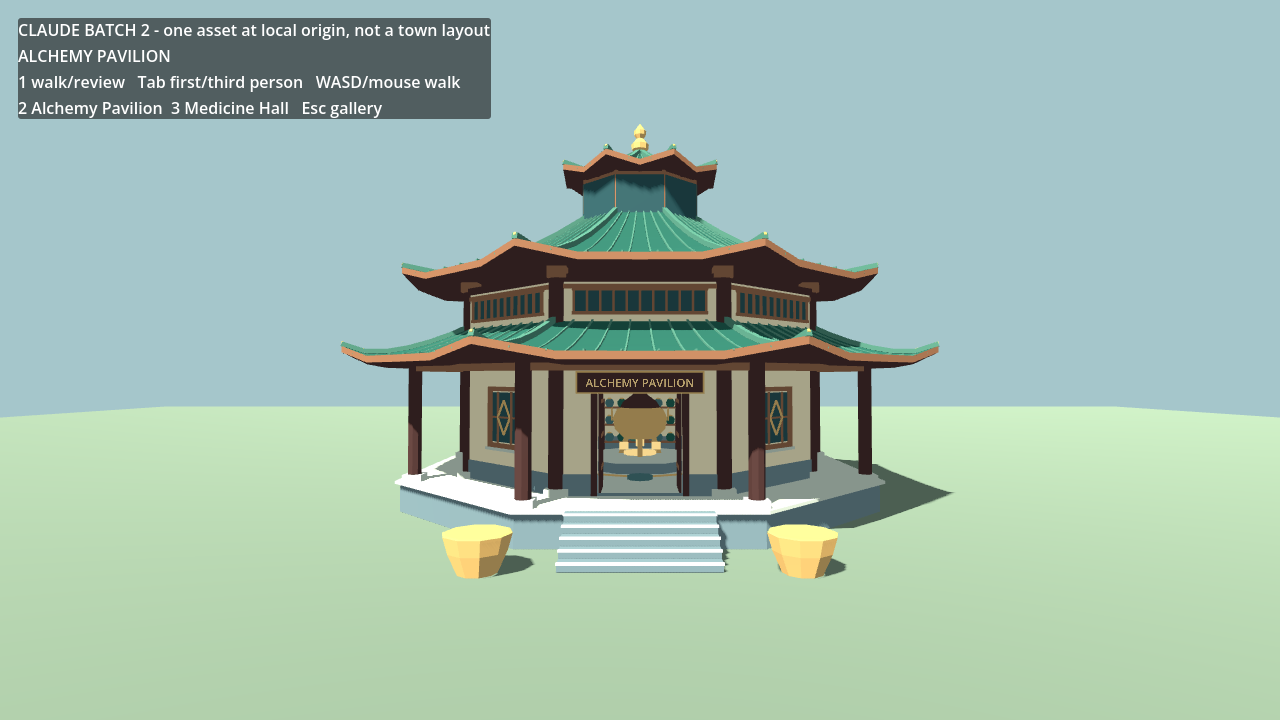 CLAUDE BATCH 2 - one asset at local origin, not a town layout
ALCHEMY PAVILION
1 walk/review   Tab first/third person   WASD/mouse walk
2 Alchemy Pavilion  3 Medicine Hall   Esc gallery
ALCHEMY PAVILION